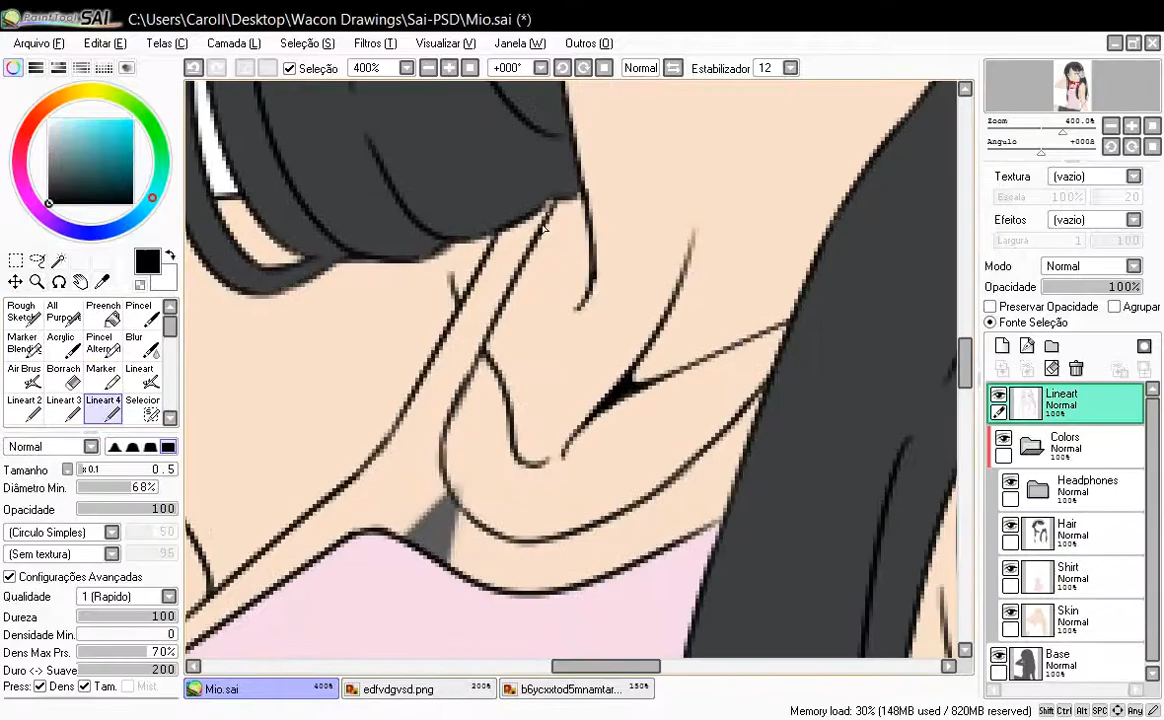 PaintTool SAI C:\Users\Caroll\Desktop\Wacon Drawings\Sai-PSD\Mio.sai (*)
Arquivo (F) Editar (E) Telas (C) Camada (L) Seleção (S) Filtros (T) Visualizar (V) Janela (W) Outros (O)
Seleção 400% +000° Normal Estabilizador 12
Zoom 400.0%
Angulo +000°
Textura (vazio)
Escala 100% 20
Efeitos (vazio)
Largura 1 100
Modo Normal
Opacidade 100%
Preservar Opacidade Agrupar
Fonte Seleção
Rough Sketch All Purpo Preench Pincel
Marker Blendi Acrylic Pincel Altern Blur
Air Brus Borrach Marker Lineart
Lineart 2 Lineart 3 Lineart 4 Selecior
Normal
Tamanho x 0.1 0.5
Diâmetro Min. 68%
Opacidade 100
(Circulo Simples) 50
(Sem textura) 95
Configurações Avançadas
Qualidade 1 (Rapido)
Dureza 100
Densidade Min. 0
Dens Max Prs. 70%
Duro <-> Suave 200
Press: Dens Tam. Mist.
Lineart
Normal
100%
Colors
Normal
100%
Headphones
Normal
100%
Hair
Normal
100%
Shirt
Normal
100%
Skin
Normal
100%
Base
Normal
100%
Mio.sai 400% edfvdgvsd.png 200% b6ycxxtod5mnamtar... 150%
Memory load: 30% (148MB used / 820MB reserved) Shift Ctrl Alt SPC Any